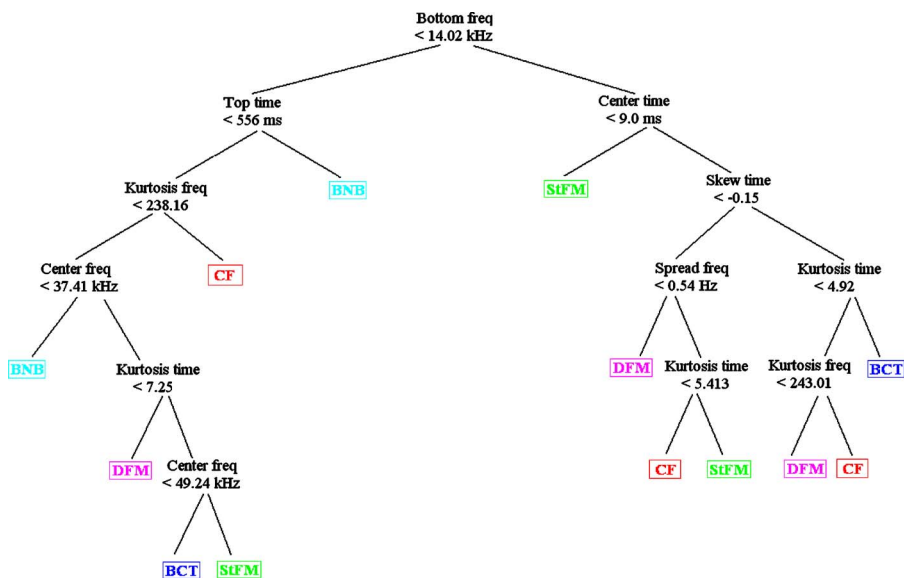 Bottom freq
< 14.02 kHz
Top time
< 556 ms
Center time
< 9.0 ms
Kurtosis freq
< 238.16
BNB
StFM
Skew time
< -0.15
Center freq
< 37.41 kHz
CF
Spread freq
< 0.54 Hz
Kurtosis time
< 4.92
BNB
Kurtosis time
< 7.25
DFM
Kurtosis time
< 5.413
Kurtosis freq
< 243.01
BCT
DFM
Center freq
< 49.24 kHz
CF
StFM
DFM
CF
BCT
StFM